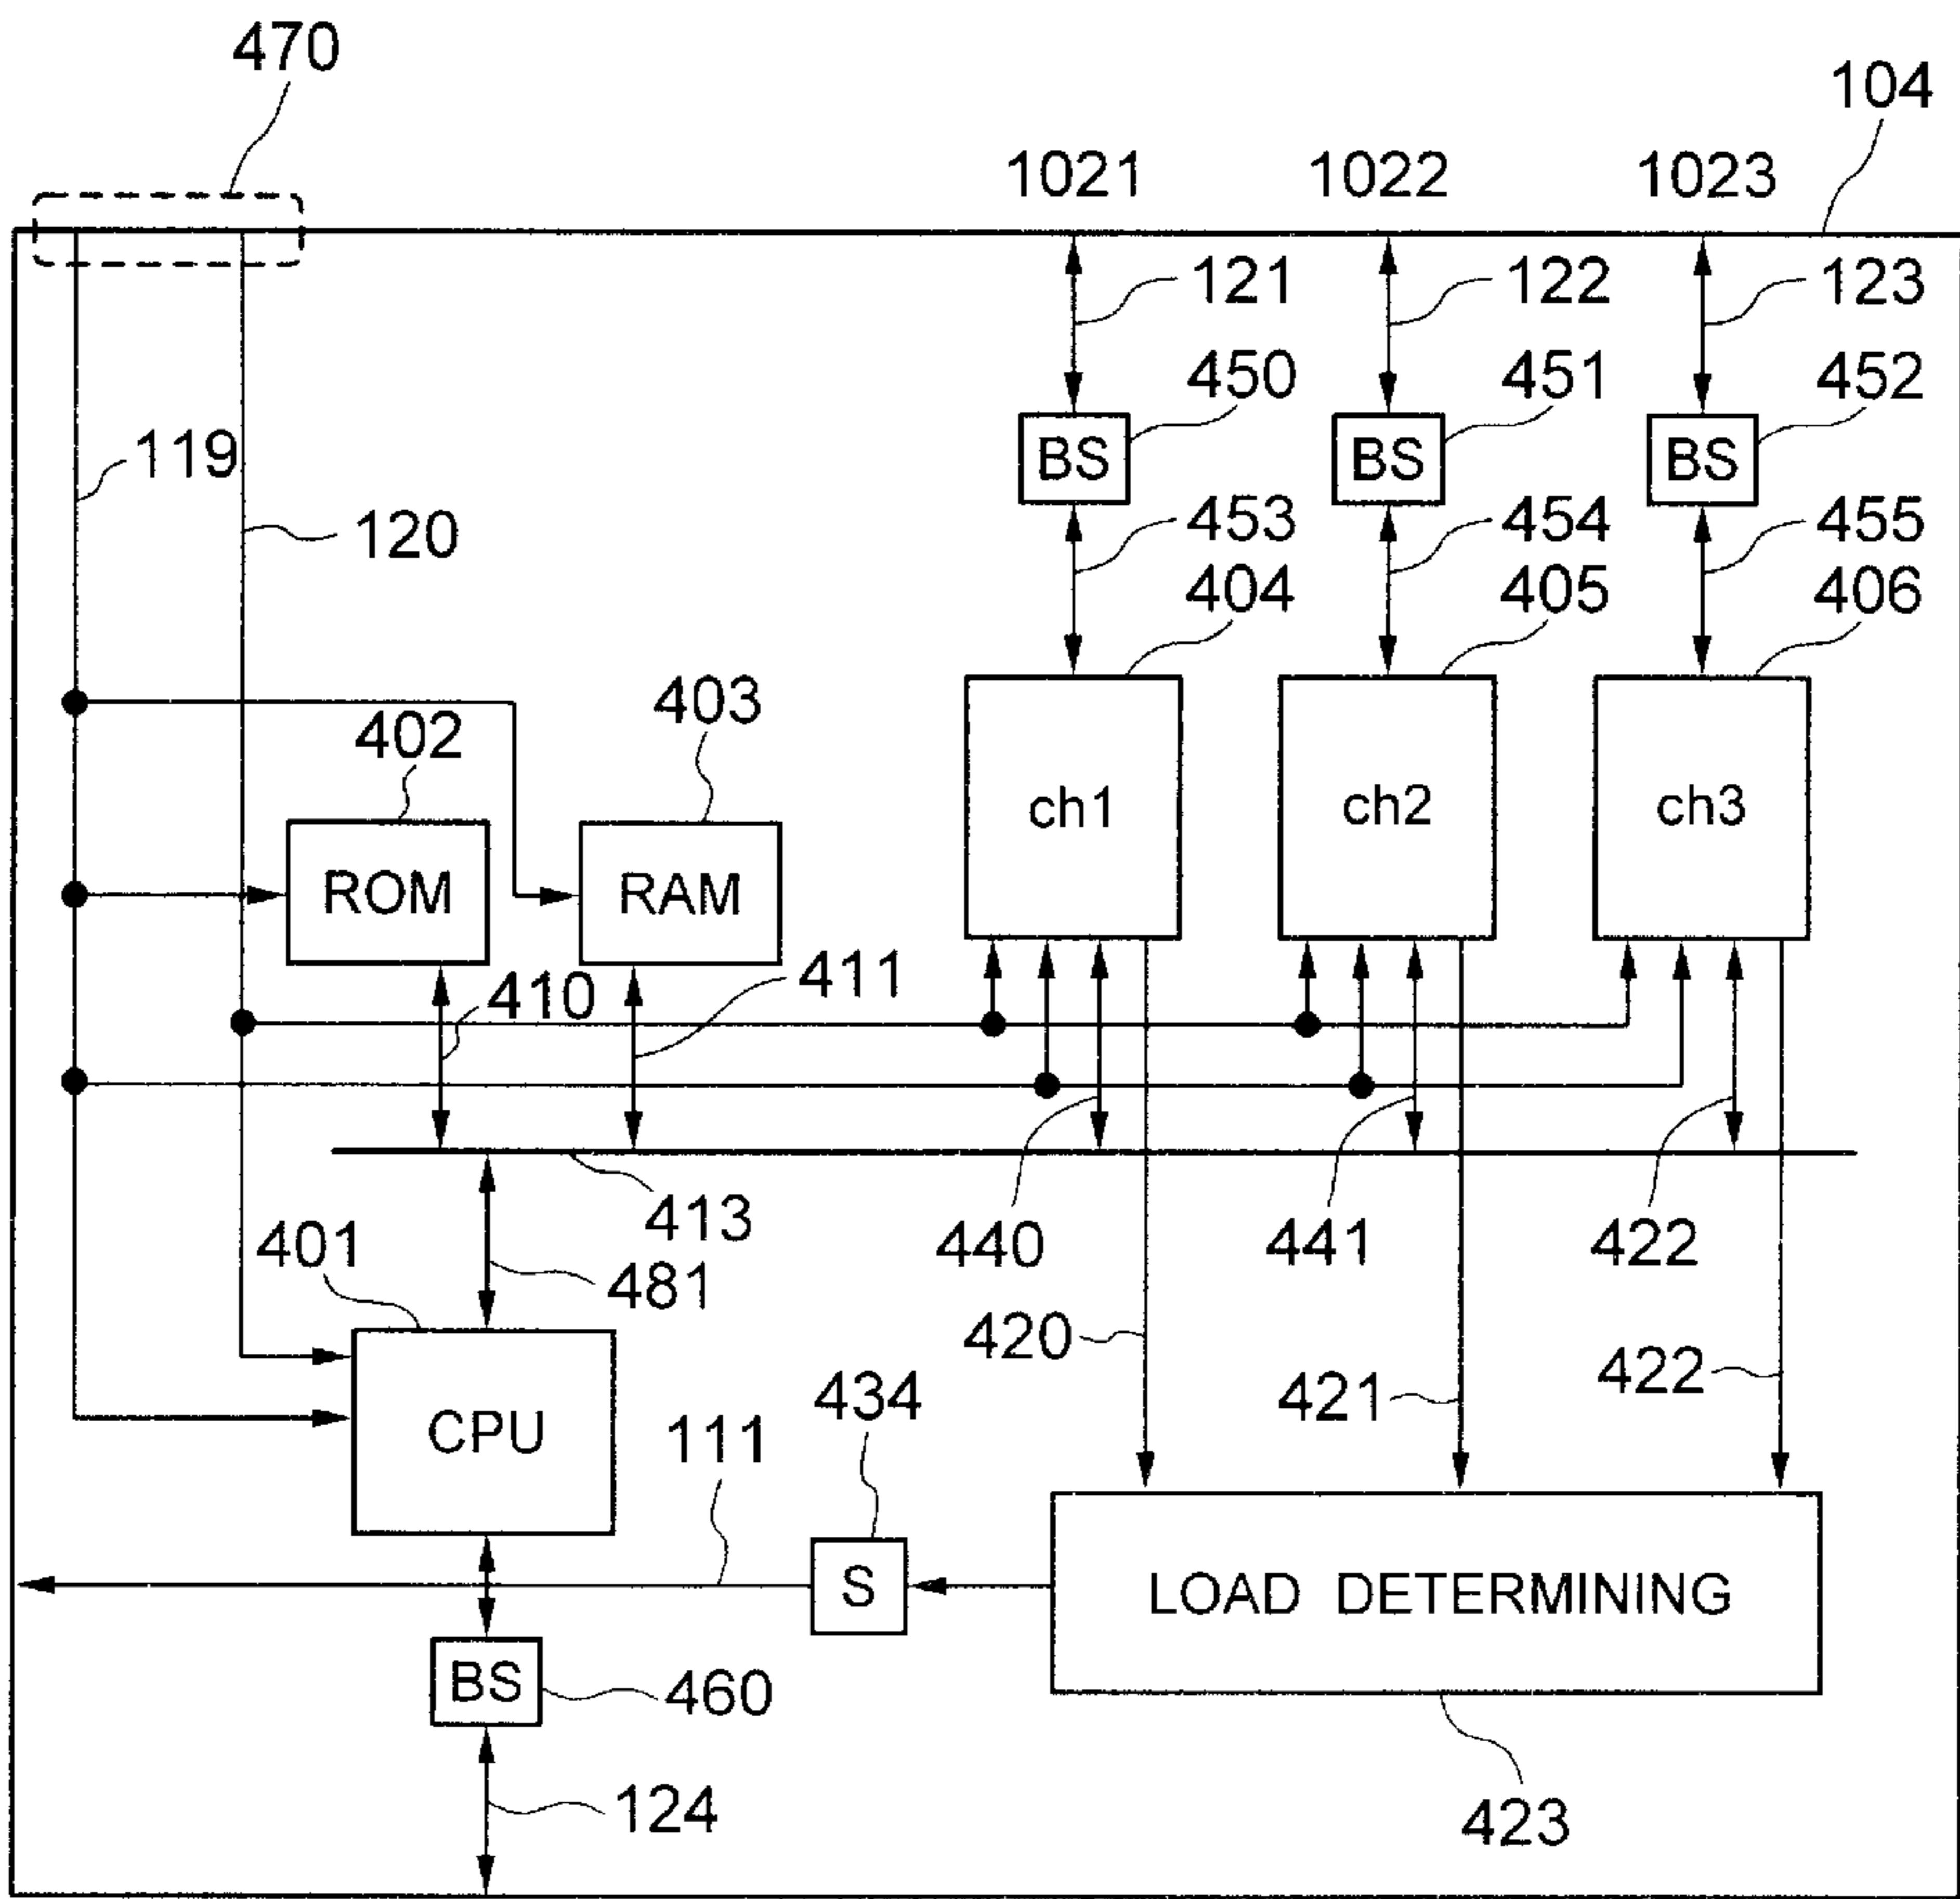 470
104
1021 1022 1023
121 122 123
450 451 452
BS BS BS
119
120
453 454 455
404 405 406
402
403
ch1 ch2 ch3
ROM RAM
410 411
413
440 441 422
401
481
420
421 422
434
111
CPU
S
LOAD DETERMINING
BS
460
124
423